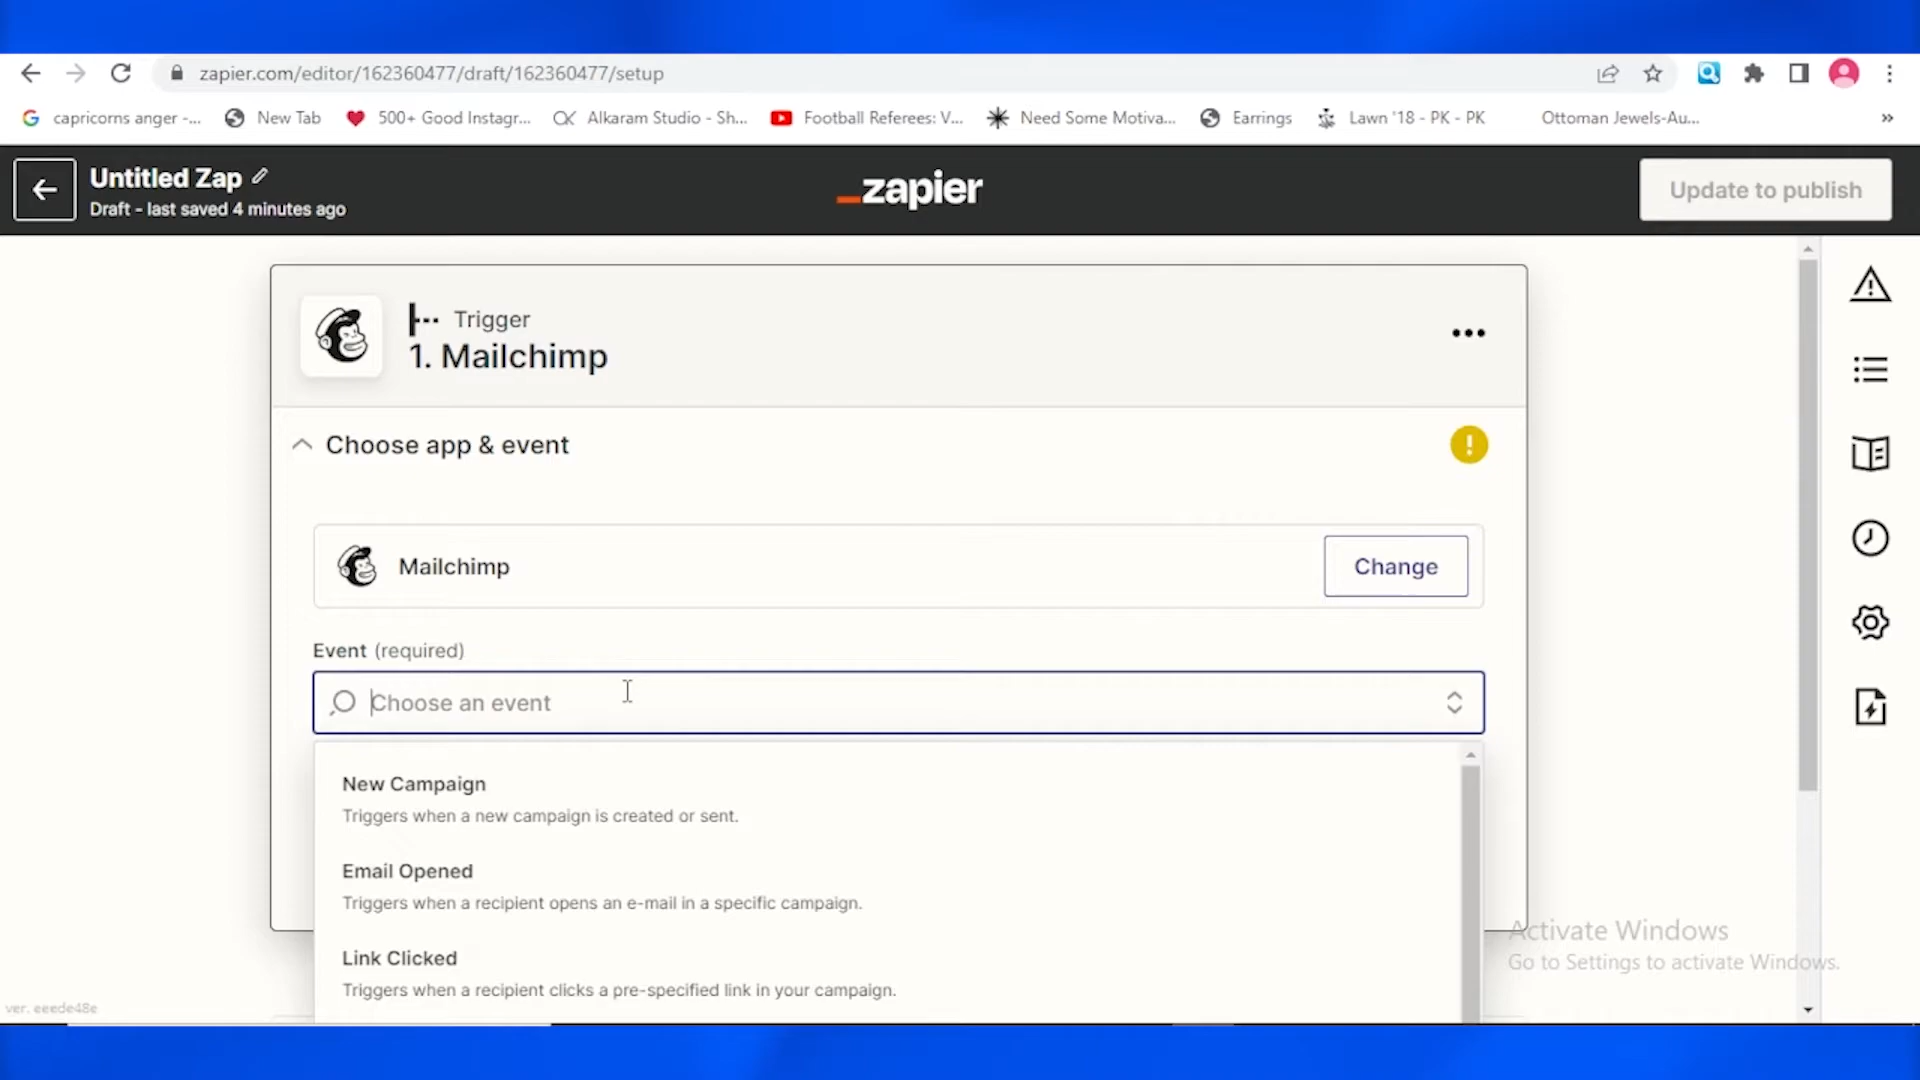 zapier.com/editor/162360477/draft/162360477/setup
capricorns anger -... New Tab 500+ Good Instagr... Alkaram Studio - Sh... Football Referees: V... Need Some Motiva... Earrings Lawn '18 - PK - PK Ottoman Jewels-Au... »
Untitled Zap
Draft - last saved 4 minutes ago
_zapier
Update to publish
Trigger
1. Mailchimp
Choose app & event
Mailchimp
Change
Event (required)
Choose an event
New Campaign
Triggers when a new campaign is created or sent.
Email Opened
Triggers when a recipient opens an e-mail in a specific campaign.
Link Clicked
Triggers when a recipient clicks a pre-specified link in your campaign.
Activate Windows
Go to Settings to activate Windows.
ver. eeede48e